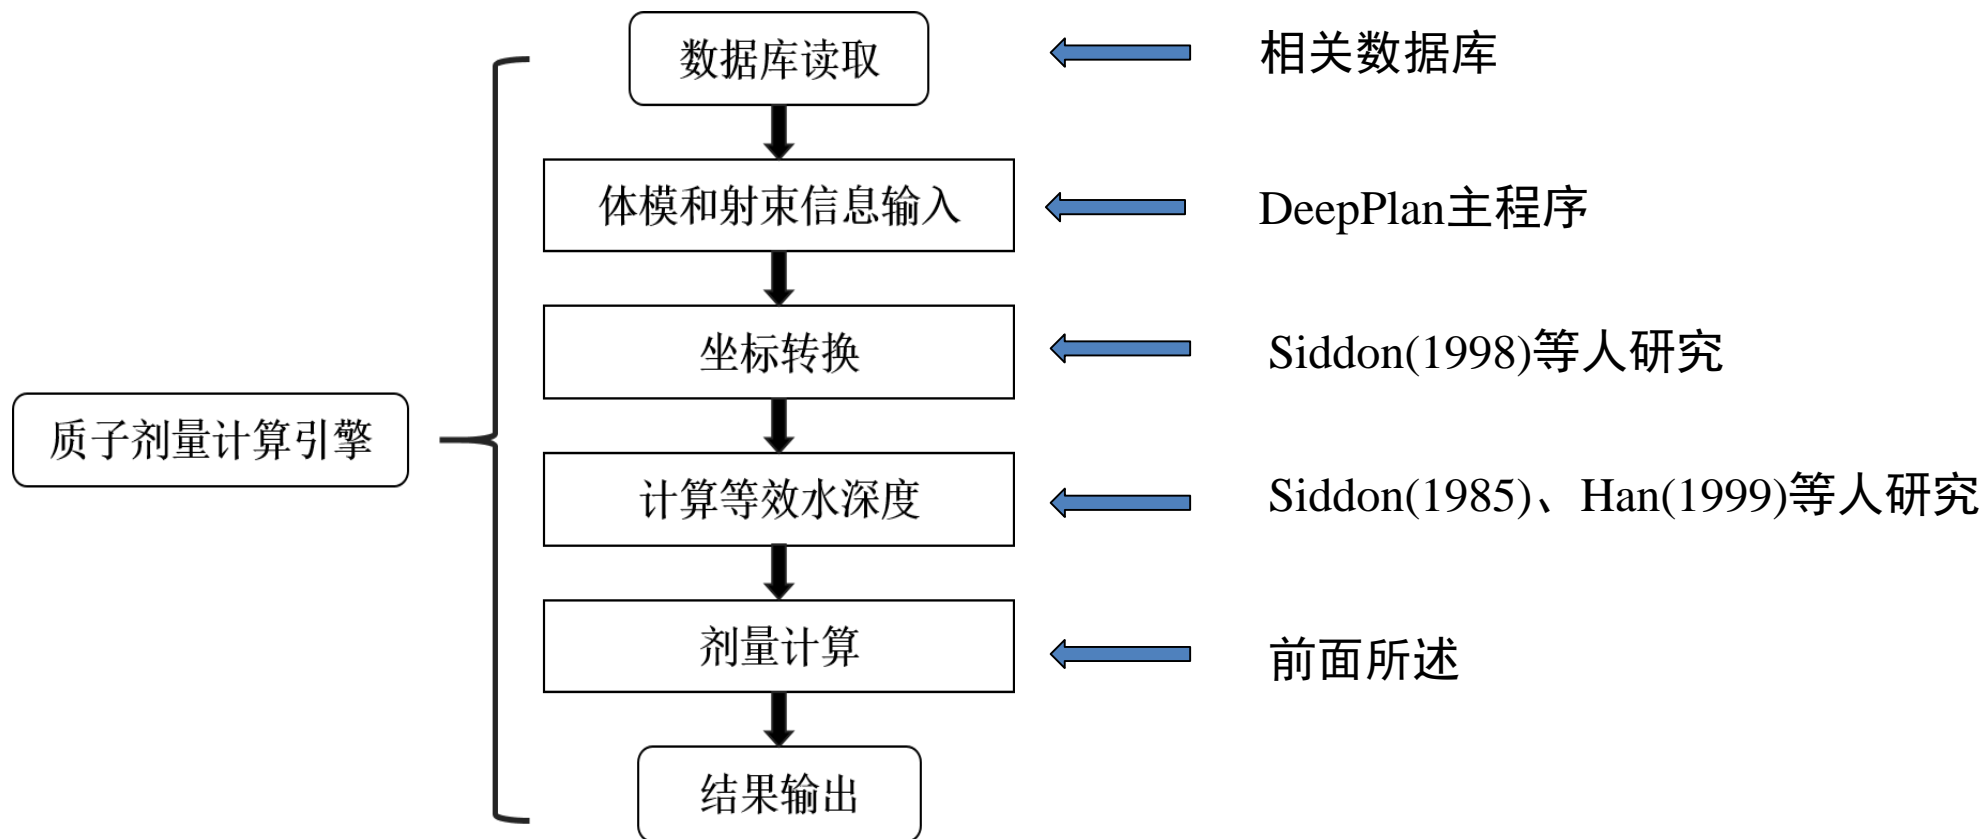 数据库读取
相关数据库
体模和射束信息输入
DeepPlan主程序
坐标转换
Siddon(1998)等人研究
质子剂量计算引擎
计算等效水深度
Siddon(1985)、Han(1999)等人研究
剂量计算
前面所述
结果输出